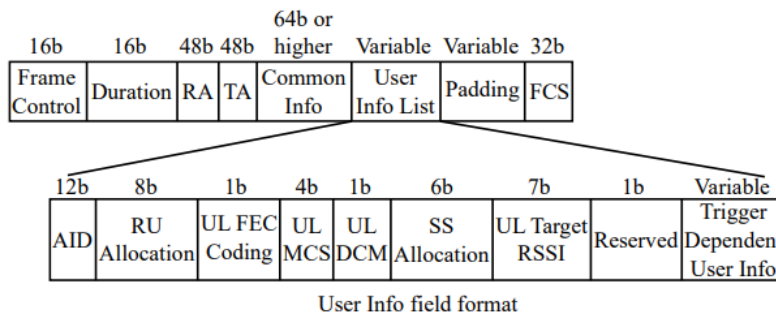 64b or
16b 16b 48b 48b higher Variable Variable 32b
Frame Control Duration RA TA Common Info User Info List Padding FCS
12b 8b 1b 4b 1b 6b 7b 1b Variable
AID RU Allocation UL FEC Coding UL MCS UL DCM SS Allocation UL Target RSSI Reserved Trigger Dependent User Info
User Info field format